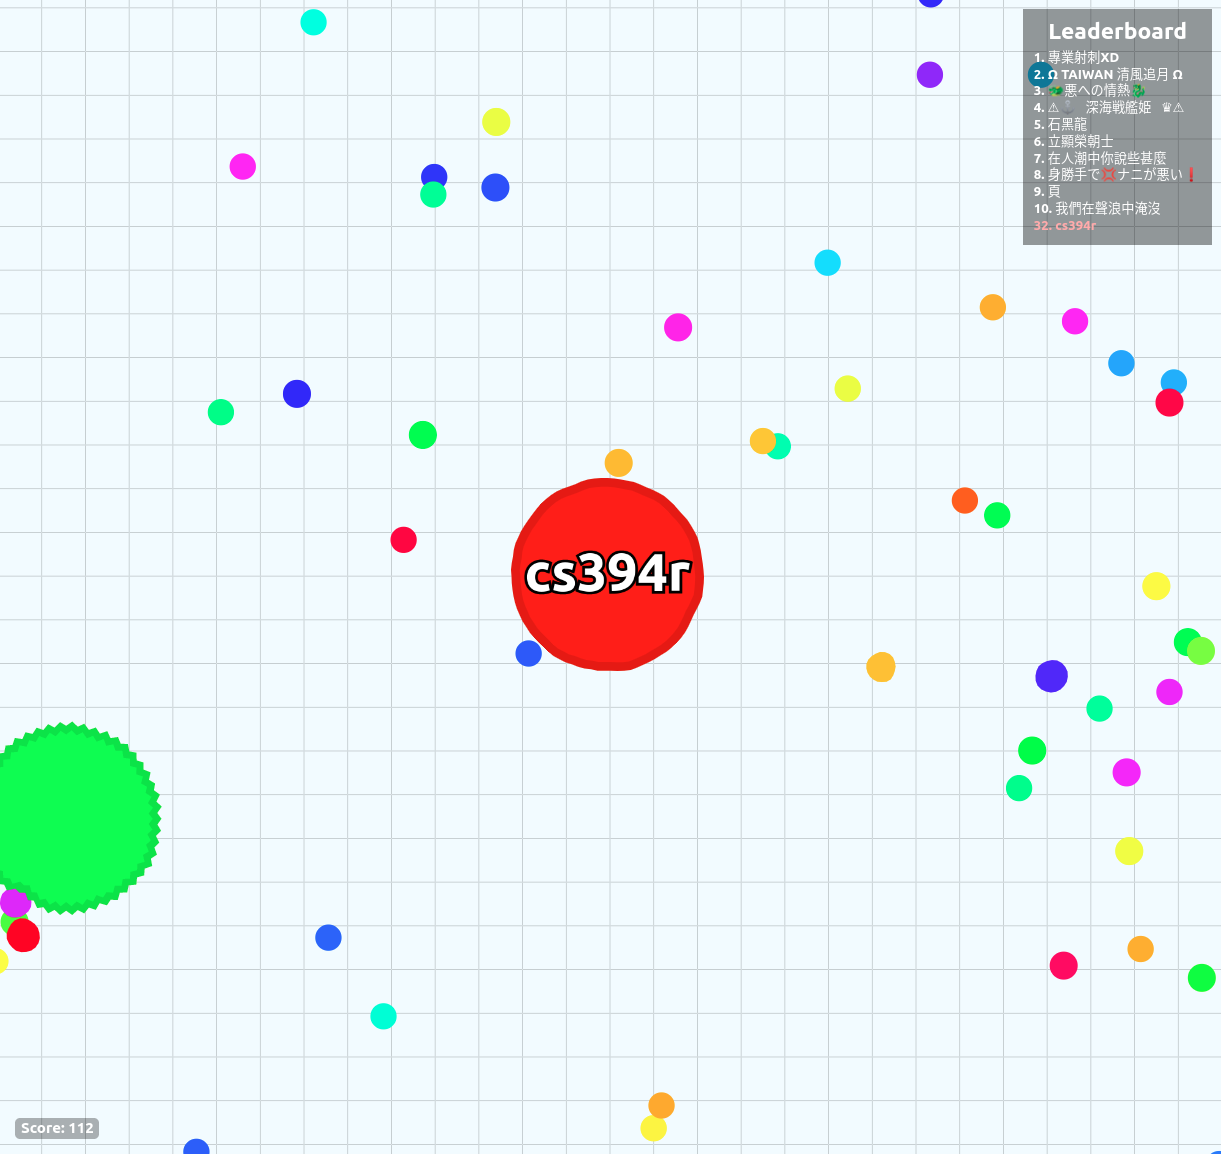 Leaderboard
1. 專業射刺XD
2. Ω TAIWAN 清風追月 Ω
3. 🐲悪への情熱🐉
4. ⚠⚓ 深海戦艦姫 ♛⚠
5. 石黑龍
6. 立顯榮朝士
7. 在人潮中你說些甚麼
8. 身勝手で💢ナニが悪い❗
9. 頁
10. 我們在聲浪中淹沒
32. cs394r
cs394r
Score: 112